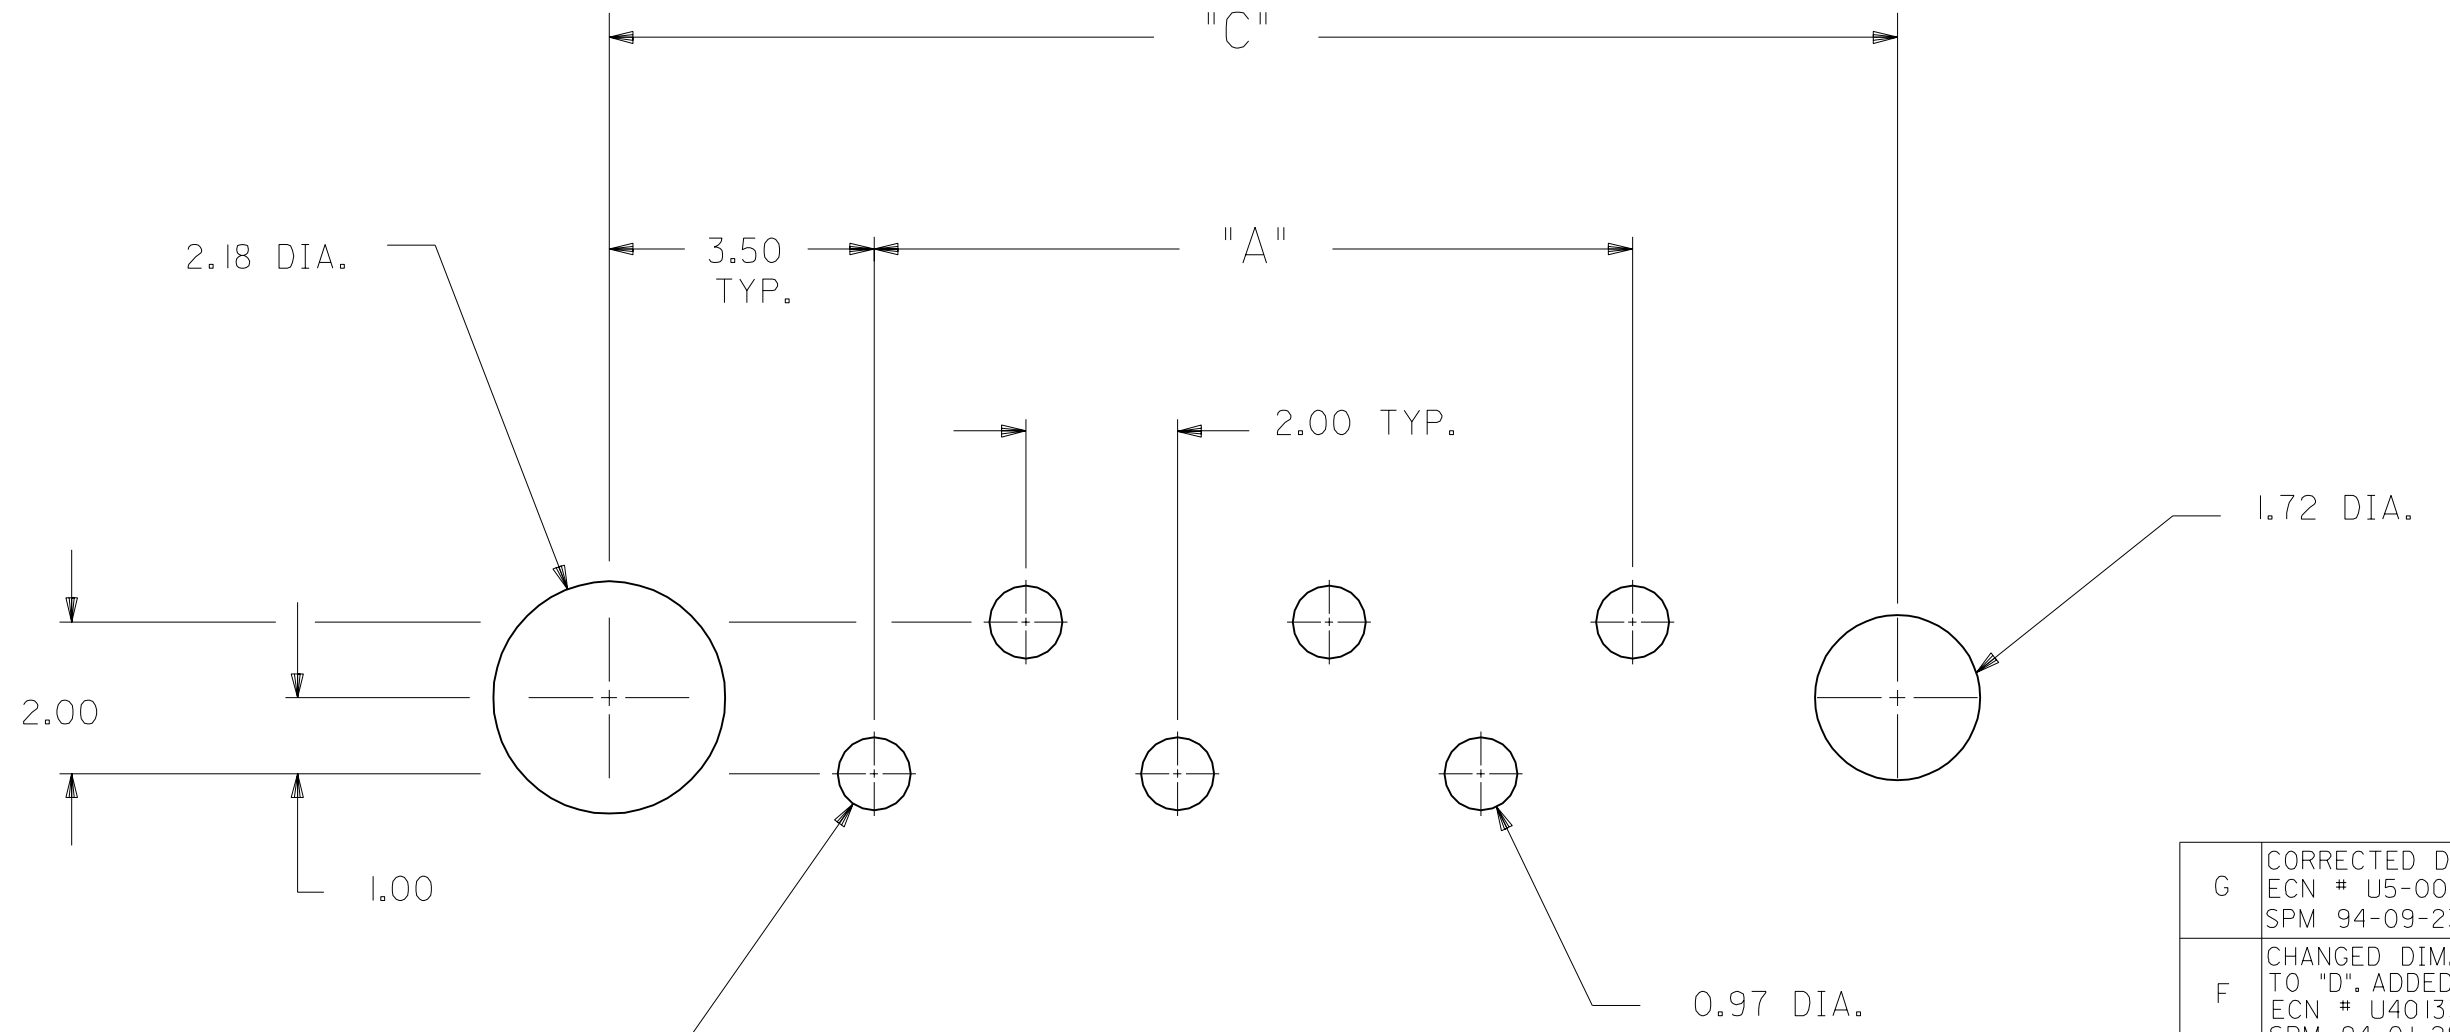 "C"
2.18 DIA.
3.50
TYP.
"A"
2.00 TYP.
1.72 DIA.
2.00
1.00
0.97 DIA.
G
CORRECTED D
ECN # U5-00
SPM 94-09-2
F
CHANGED DIM.
TO "D". ADDED
ECN # U4013